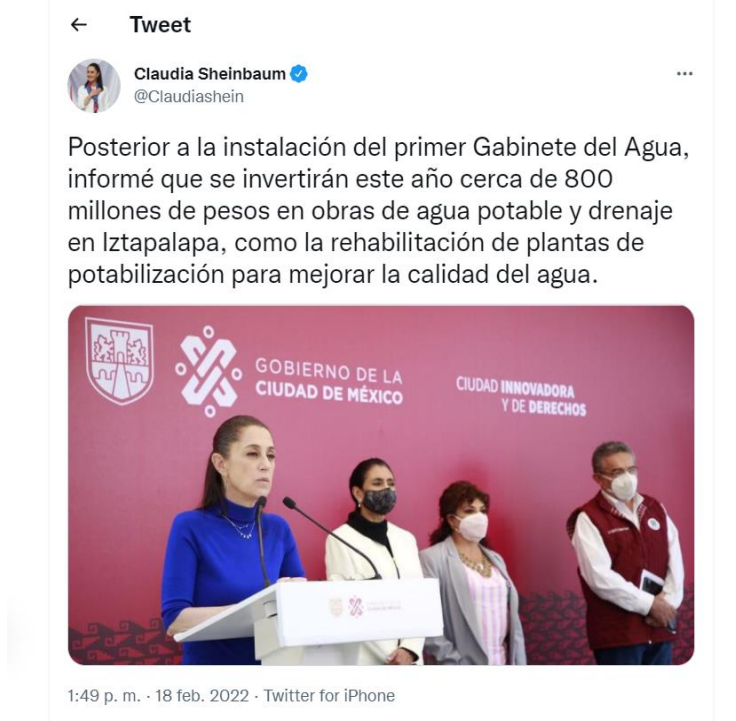 Tweet
Claudia Sheinbaum
@Claudiashein
Posterior a la instalación del primer Gabinete del Agua,
informé que se invertirán este año cerca de 800
millones de pesos en obras de agua potable y drenaje
en Iztapalapa, como la rehabilitación de plantas de
potabilización para mejorar la calidad del agua.
GOBIERNO DE LA
CIUDAD DE MÉXICO
CIUDAD INNOVADORA
Y DE DERECHOS
1:49 p. m. · 18 feb. 2022 · Twitter for iPhone